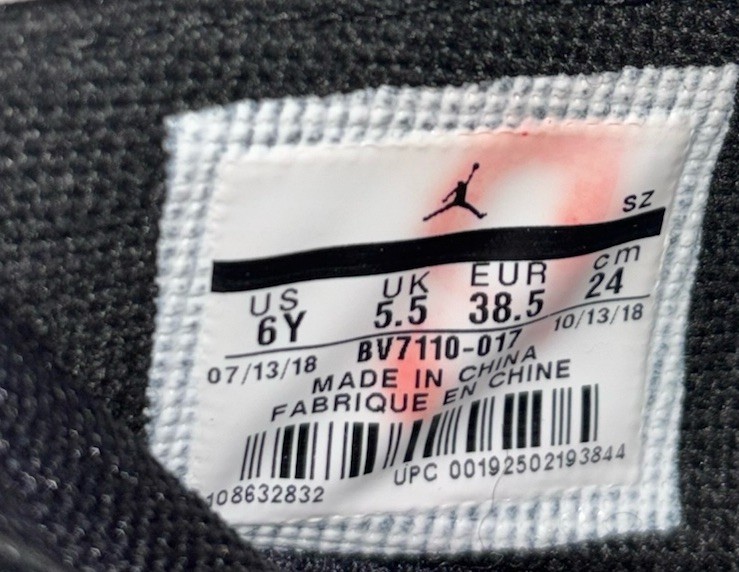 SZ
US UK EUR cm
6Y 5.5 38.5 24
07/13/18 BV7110-017 10/13/18
MADE IN CHINA
FABRIQUE EN CHINE
108632832 UPC 00192502193844